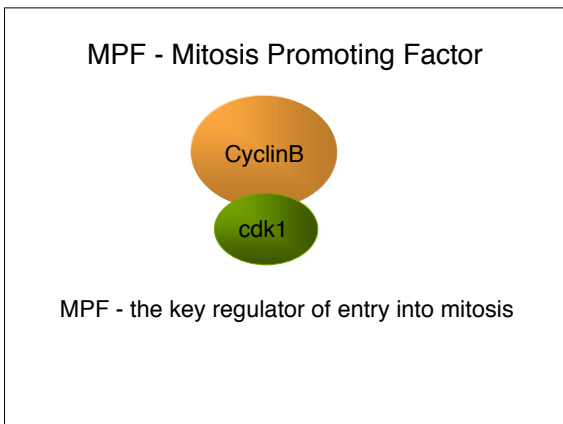 MPF - Mitosis Promoting Factor
CyclinB
cdk1
MPF - the key regulator of entry into mitosis